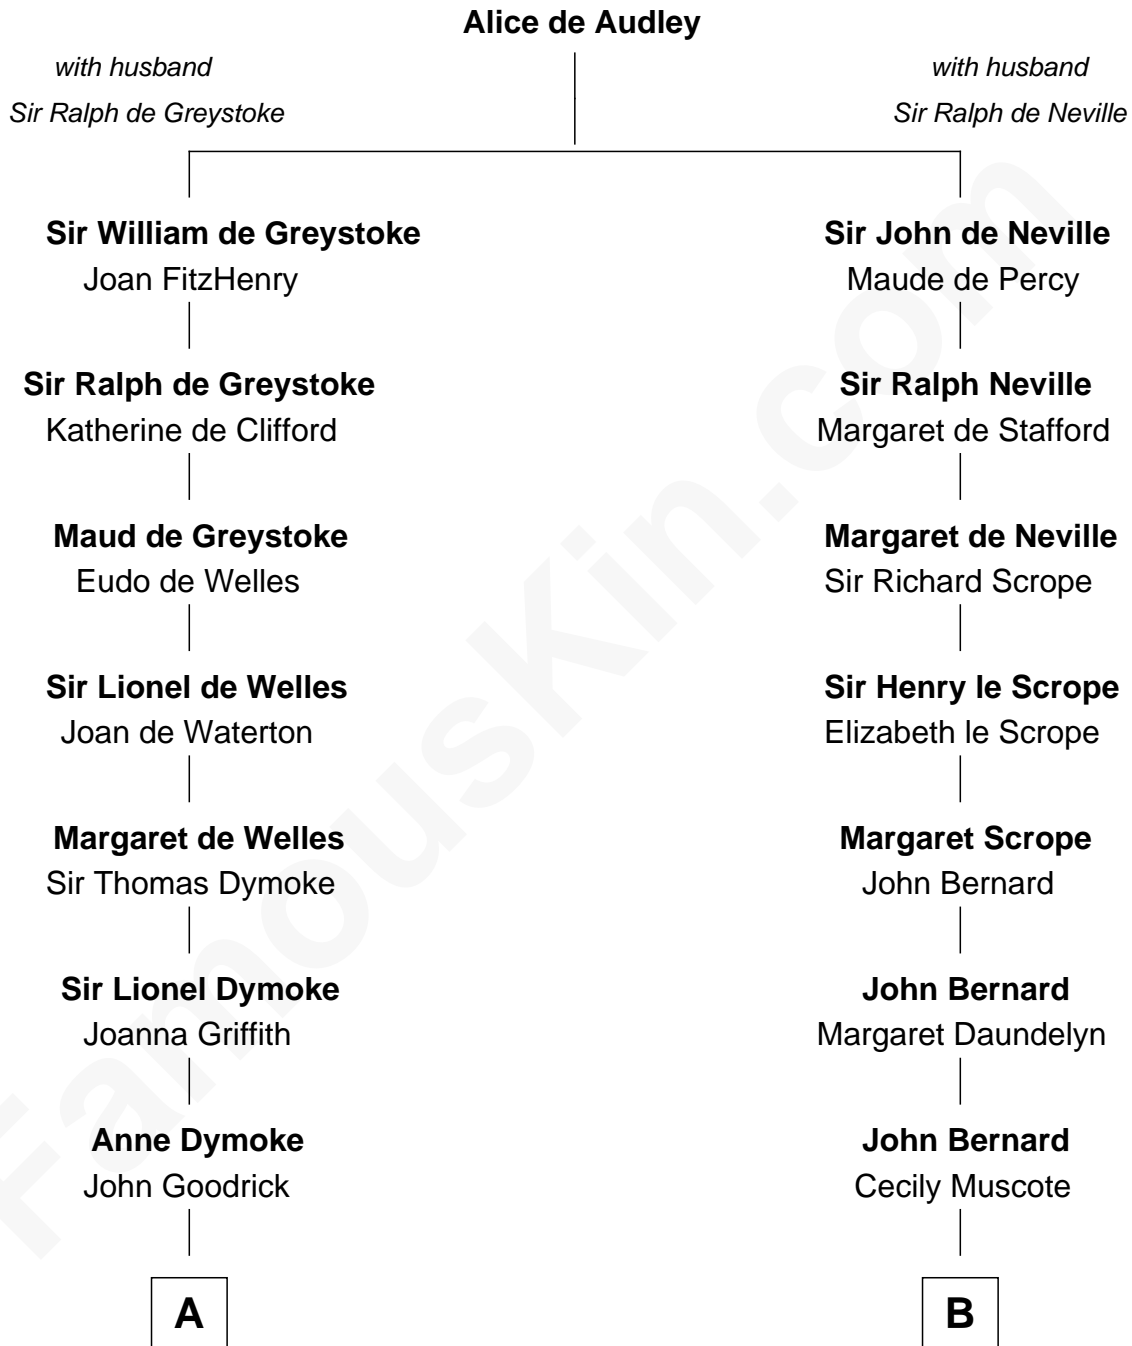 Alice de Audley
with husband
Sir Ralph de Greystoke
with husband
Sir Ralph de Neville
Sir William de Greystoke
Joan FitzHenry
Sir John de Neville
Maude de Percy
Sir Ralph de Greystoke
Katherine de Clifford
Sir Ralph Neville
Margaret de Stafford
Maud de Greystoke
Eudo de Welles
Margaret de Neville
Sir Richard Scrope
Sir Lionel de Welles
Joan de Waterton
Sir Henry le Scrope
Elizabeth le Scrope
Margaret de Welles
Sir Thomas Dymoke
Margaret Scrope
John Bernard
Sir Lionel Dymoke
Joanna Griffith
John Bernard
Margaret Daundelyn
Anne Dymoke
John Goodrick
John Bernard
Cecily Muscote
A
B
FamousKin.com